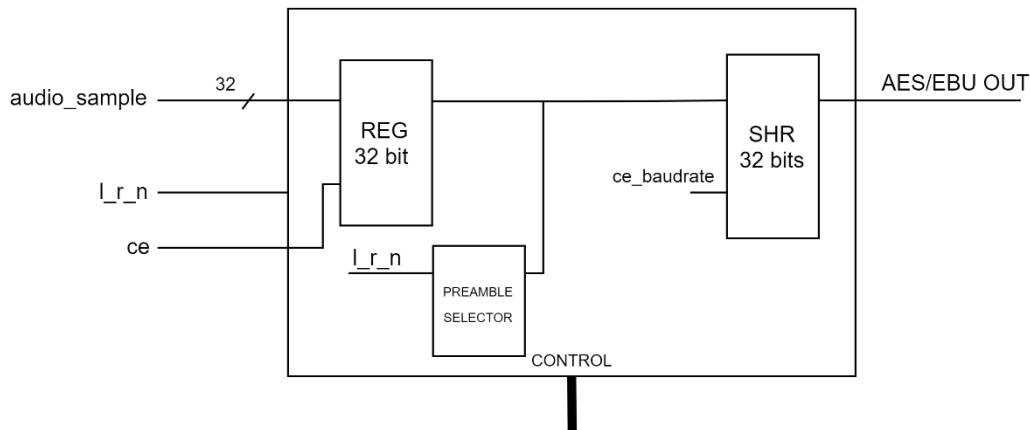 32
AES/EBU OUT
audio_sample
REG
32 bit
SHR
32 bits
ce_baudrate
l_r_n
ce
l_r_n
PREAMBLE
SELECTOR
CONTROL